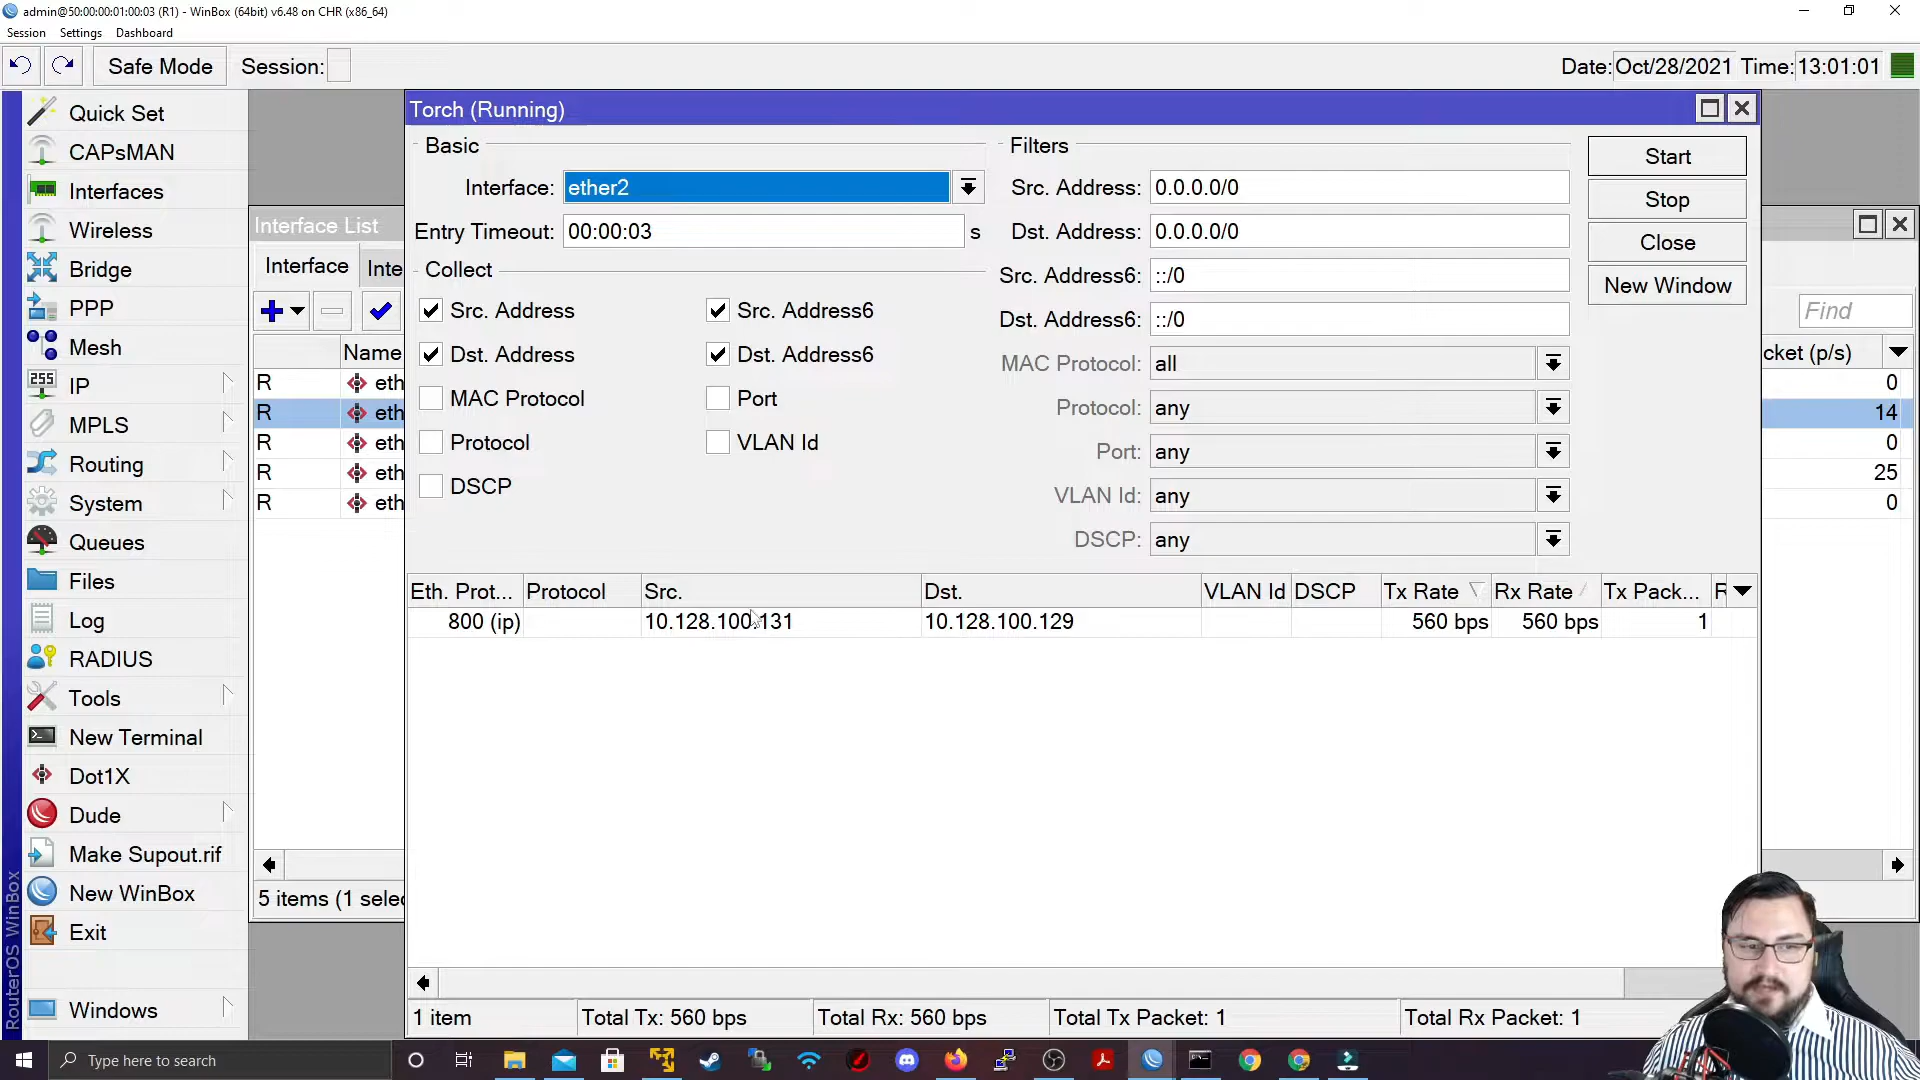 admin@50:00:00:01:00:03 (R1) - WinBox (64bit) v6.48 on CHR (x86_64)
Session Settings Dashboard
Safe Mode Session: Date: Oct/28/2021 Time: 13:01:01
Quick Set
CAPsMAN
Interfaces
Wireless
Bridge
PPP
Mesh
255
IP
MPLS
Routing
System
Queues
Files
Log
RADIUS
Tools
New Terminal
Dot1X
Dude
Make Supout.rif
New WinBox
Exit
Windows
RouterOS WinBox
Interface List
Interface Inte
Find
Name cket (p/s)
R eth 0
R eth 14
R eth 0
R eth 25
R eth 0
5 items (1 selec
Torch (Running)
Basic
Interface: ether2
Entry Timeout: 00:00:03 s
Collect
Src. Address Src. Address6
Dst. Address Dst. Address6
MAC Protocol Port
Protocol VLAN Id
DSCP
Filters
Src. Address: 0.0.0.0/0
Dst. Address: 0.0.0.0/0
Src. Address6: ::/0
Dst. Address6: ::/0
MAC Protocol: all
Protocol: any
Port: any
VLAN Id: any
DSCP: any
Start
Stop
Close
New Window
Eth. Prot... Protocol Src. Dst. VLAN Id DSCP Tx Rate Rx Rate Tx Pack... R
800 (ip) 10.128.100.131 10.128.100.129 560 bps 560 bps 1
1 item Total Tx: 560 bps Total Rx: 560 bps Total Tx Packet: 1 Total Rx Packet: 1
Type here to search